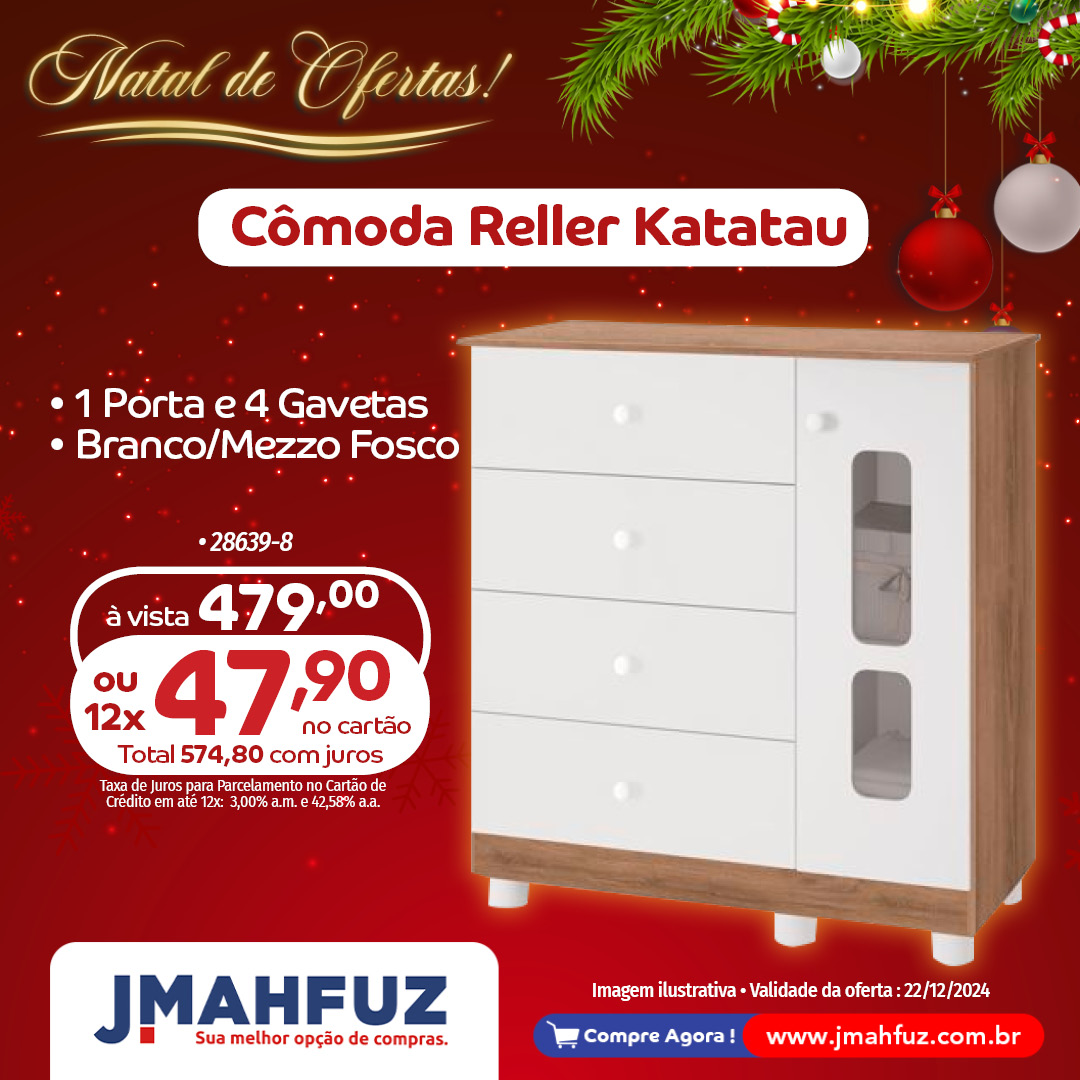 Natal de Ofertas!
Cômoda Reller Katatau
• 1 Porta e 4 Gavetas
• Branco/Mezzo Fosco
• 28639-8
à vista 479,00
ou 12x 47,90
no cartão
Total 574,80 com juros
Taxa de Juros para Parcelamento no Cartão de
Crédito em até 12x: 3,00% a.m. e 42,58% a.a.
JMAHFUZ
Sua melhor opção de compras.
Imagem ilustrativa • Validade da oferta : 22/12/2024
Compre Agora !
www.jmahfuz.com.br